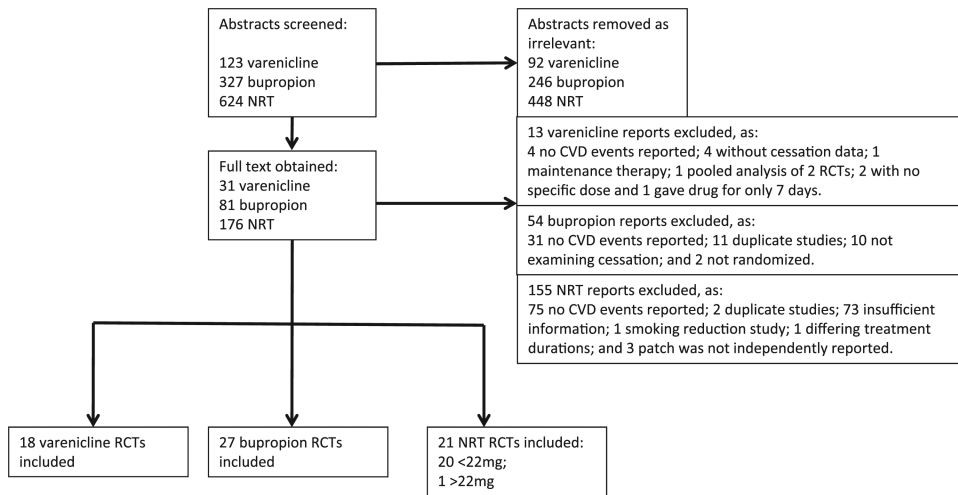 Abstracts screened:
123 varenicline
327 bupropion
624 NRT
Abstracts removed as
irrelevant:
92 varenicline
246 bupropion
448 NRT
Full text obtained:
31 varenicline
81 bupropion
176 NRT
13 varenicline reports excluded, as:
4 no CVD events reported; 4 without cessation data; 1
maintenance therapy; 1 pooled analysis of 2 RCTs; 2 with no
specific dose and 1 gave drug for only 7 days.
54 bupropion reports excluded, as:
31 no CVD events reported; 11 duplicate studies; 10 not
examining cessation; and 2 not randomized.
155 NRT reports excluded, as:
75 no CVD events reported; 2 duplicate studies; 73 insufficient
information; 1 smoking reduction study; 1 differing treatment
durations; and 3 patch was not independently reported.
18 varenicline RCTs
included
27 bupropion RCTs
included
21 NRT RCTs included:
20 <22mg;
1 >22mg